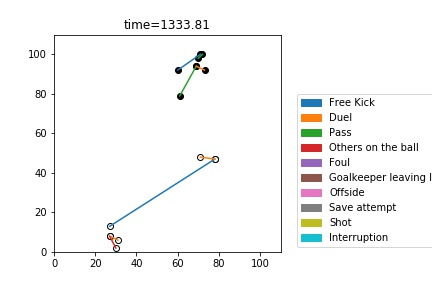 time=1333.81
100
80
60
40
20
0
0 20 40 60 80 100
Free Kick
Duel
Pass
Others on the ball
Foul
Goalkeeper leaving l
Offside
Save attempt
Shot
Interruption